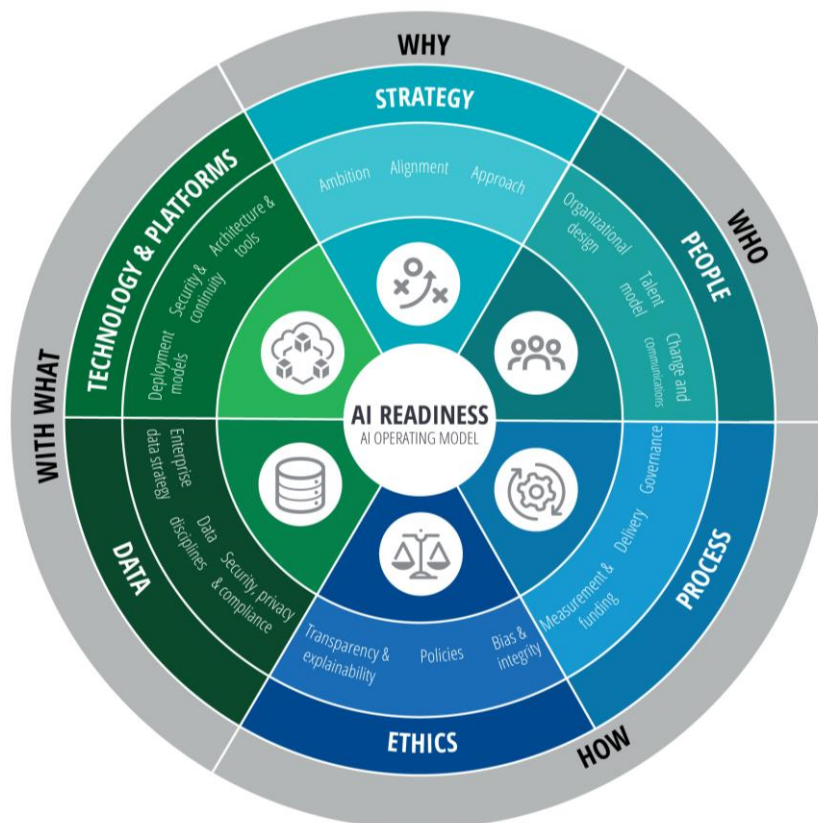 WHY
STRATEGY
Ambition
Alignment
Approach
WHO
PEOPLE
Organizational
design
Talent
model
Change and
communications
HOW
PROCESS
Governance
Delivery
Measurement &
funding
ETHICS
Bias &
integrity
Policies
Transparency &
explainability
WITH WHAT
DATA
Security, privacy
& compliance
Data
disciplines
Enterprise
data strategy
TECHNOLOGY & PLATFORMS
Deployment
models
Security &
continuity
Architecture &
tools
AI READINESS
AI OPERATING MODEL